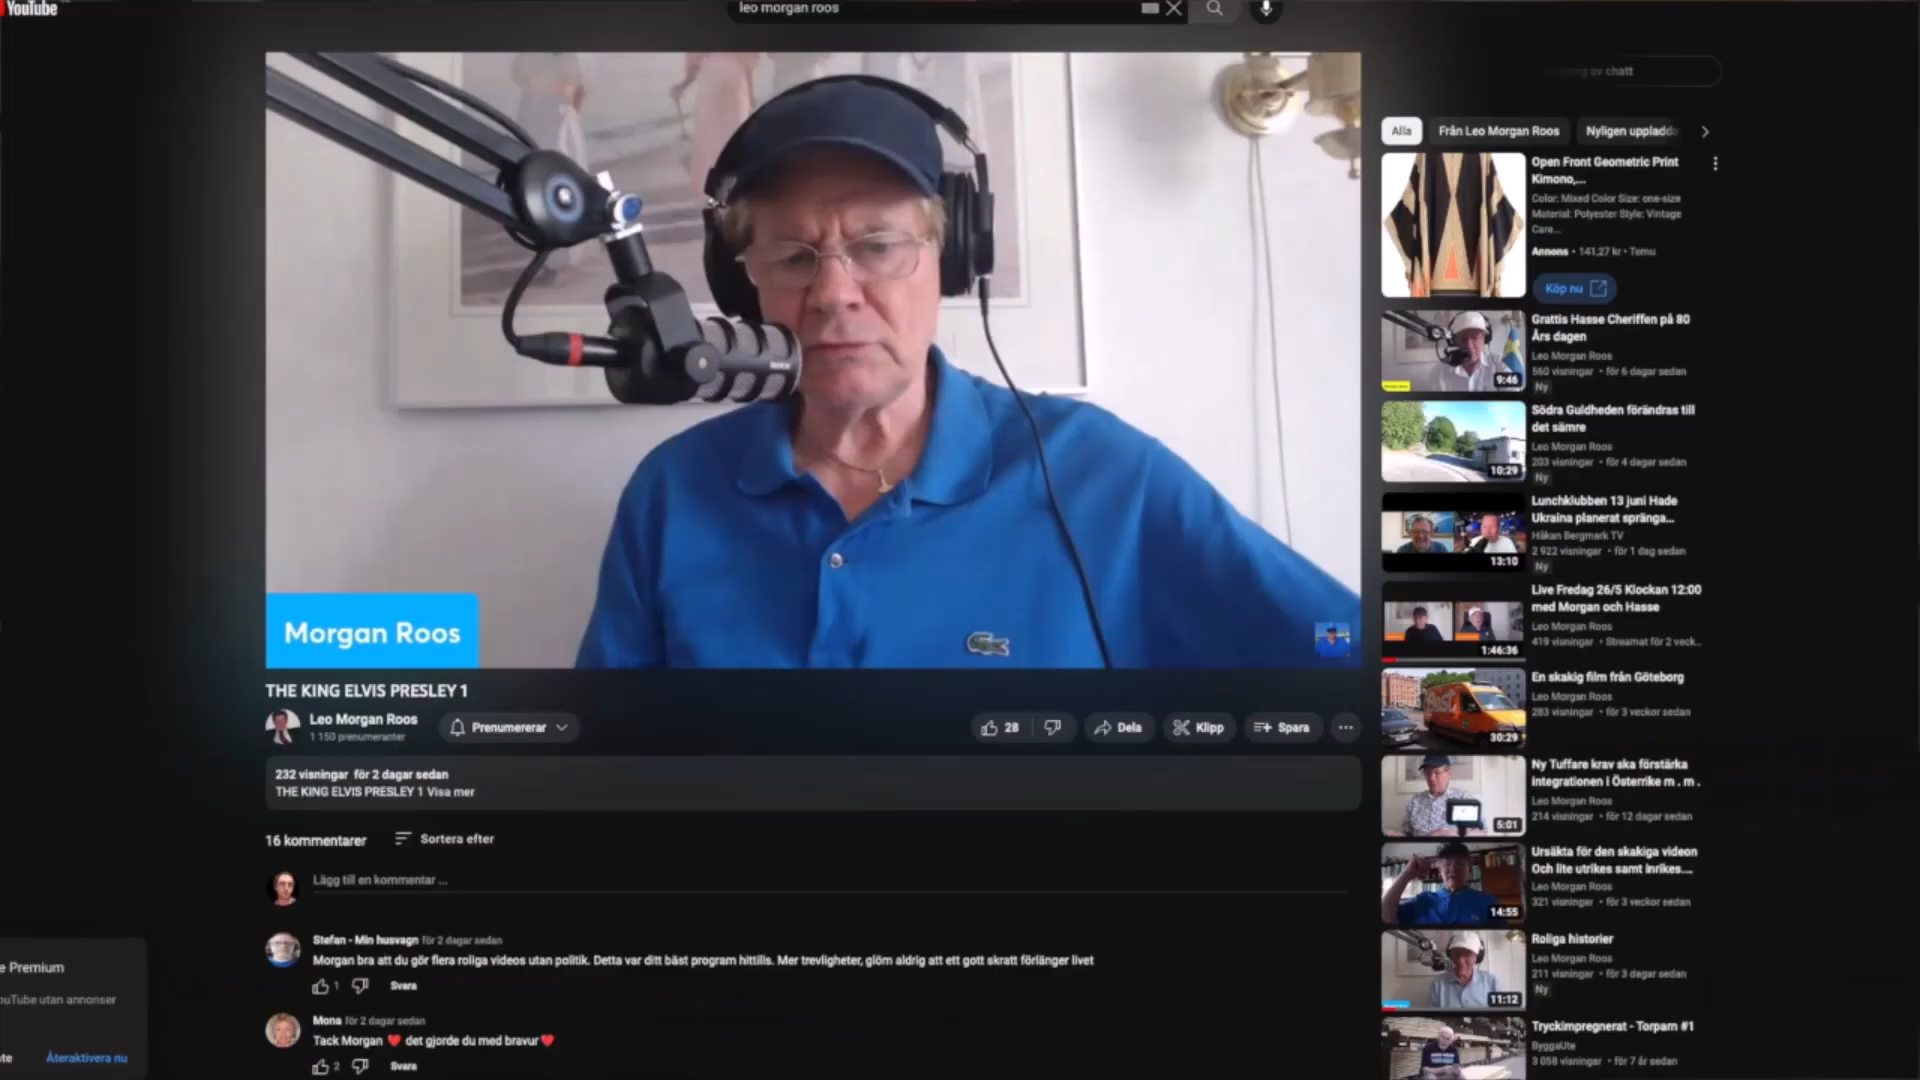 YouTube
leo morgan roos
av chatt
Alla
Från Leo Morgan Roos
Nyligen uppladda
Open Front Geometric Print
Kimono,...
Color: Mixed Color Size: one-size
Material: Polyester Style: Vintage
Care...
Annons • 141,27 kr • Temu
Köp nu
Grattis Hasse Cheriffen på 80
Års dagen
Leo Morgan Roos
560 visningar • för 6 dagar sedan
Ny
9:46
Södra Guldheden förändras till
det sämre
Leo Morgan Roos
203 visningar • för 4 dagar sedan
Ny
10:29
Lunchklubben 13 juni Hade
Ukraina planerat spränga...
Håkan Bergmark TV
2 922 visningar • för 1 dag sedan
Ny
13:10
Live Fredag 26/5 Klockan 12:00
med Morgan och Hasse
Leo Morgan Roos
419 visningar • Streamat för 2 veck...
1:46:36
En skakig film från Göteborg
Leo Morgan Roos
283 visningar • för 3 veckor sedan
30:29
Ny Tuffare krav ska förstärka
integrationen i Österrike m . m .
Leo Morgan Roos
214 visningar • för 12 dagar sedan
5:01
Ursäkta för den skakiga videon
Och lite utrikes samt inrikes....
Leo Morgan Roos
321 visningar • för 3 veckor sedan
14:55
Roliga historier
Leo Morgan Roos
211 visningar • för 3 dagar sedan
Ny
11:12
Tryckimpregnerat - Torpam #1
ByggaUte
3 058 visningar • för 7 år sedan
Morgan Roos
THE KING ELVIS PRESLEY 1
Leo Morgan Roos
1 150 prenumeranter
Prenumererar
28
Dela
Klipp
Spara
232 visningar för 2 dagar sedan
THE KING ELVIS PRESLEY 1 Visa mer
16 kommentarer
Sortera efter
Lägg till en kommentar ...
Stefan - Min husvagn för 2 dagar sedan
Morgan bra att du gör flera roliga videos utan politik. Detta var ditt bäst program hittills. Mer trevligheter, glöm aldrig att ett gott skratt förlänger livet
1
Svara
Mona för 2 dagar sedan
Tack Morgan ❤️ det gjorde du med bravur❤️
2
Svara
e Premium
ouTube utan annonser
te
Återaktivera nu